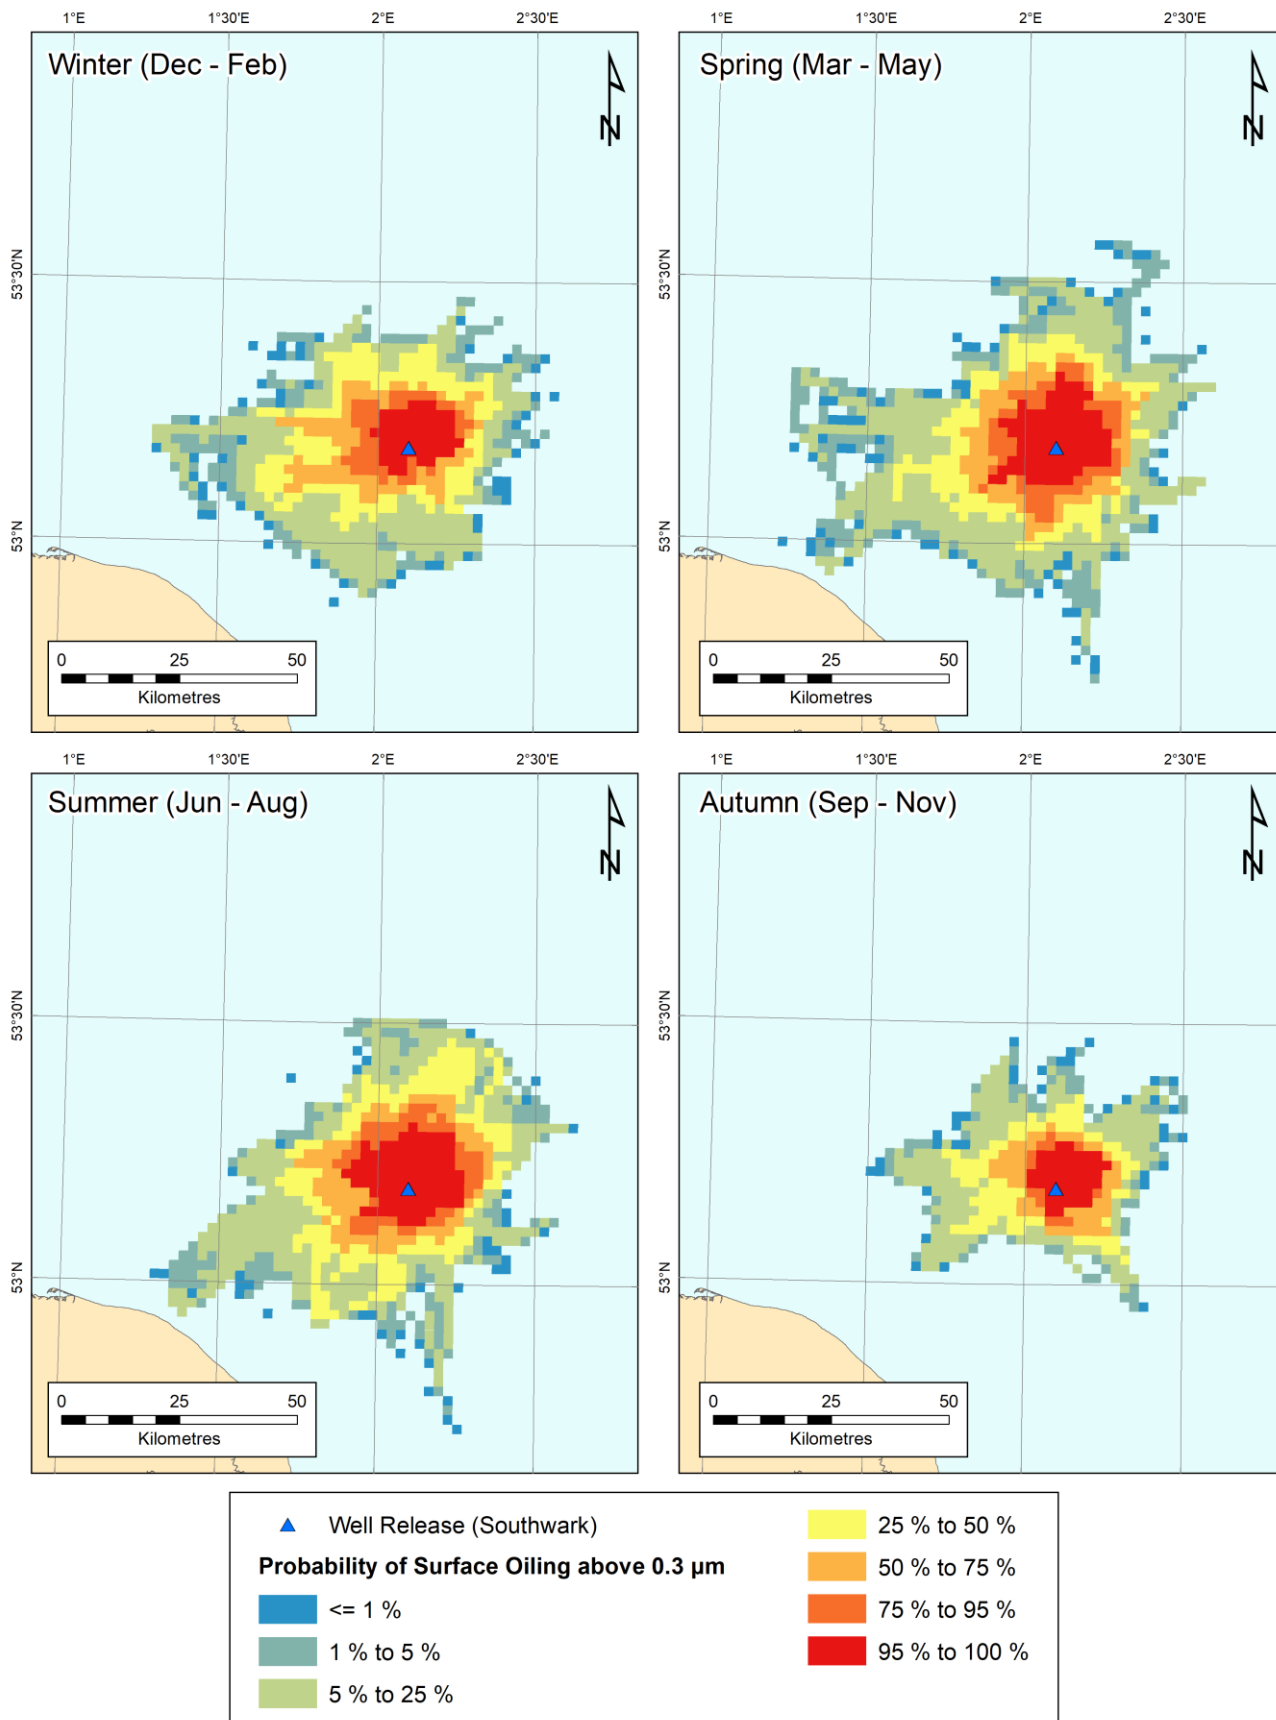 1°E 1°30'E 2°E 2°30'E 1°E 1°30'E 2°E 2°30'E
Winter (Dec - Feb)
N
53°30'N
53°N
0 25 50
Kilometres
Spring (Mar - May)
N
53°30'N
53°N
0 25 50
Kilometres
1°E 1°30'E 2°E 2°30'E 1°E 1°30'E 2°E 2°30'E
Summer (Jun - Aug)
N
53°30'N
53°N
0 25 50
Kilometres
Autumn (Sep - Nov)
N
53°30'N
53°N
0 25 50
Kilometres
Well Release (Southwark)
Probability of Surface Oiling above 0.3 µm
<= 1 %
1 % to 5 %
5 % to 25 %
25 % to 50 %
50 % to 75 %
75 % to 95 %
95 % to 100 %